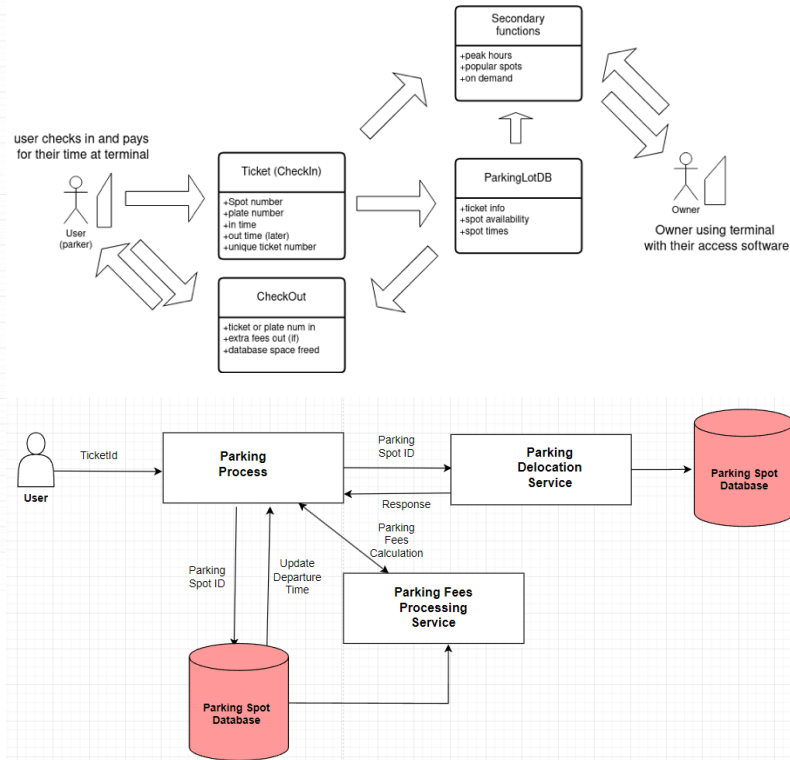 Secondary
functions
+peak hours
+popular spots
+on demand
user checks in and pays
for their time at terminal
User
(parker)
Ticket (CheckIn)
+Spot number
+plate number
+in time
+out time (later)
+unique ticket number
ParkingLotDB
+ticket info
+spot availability
+spot times
Owner
Owner using terminal
with their access software
CheckOut
+ticket or plate num in
+extra fees out (if)
+database space freed
User
TicketId
Parking
Process
Parking
Spot ID
Response
Parking
Delocation
Service
Parking Spot
Database
Parking
Spot ID
Update
Departure
Time
Parking
Fees
Calculation
Parking Fees
Processing
Service
Parking Spot
Database